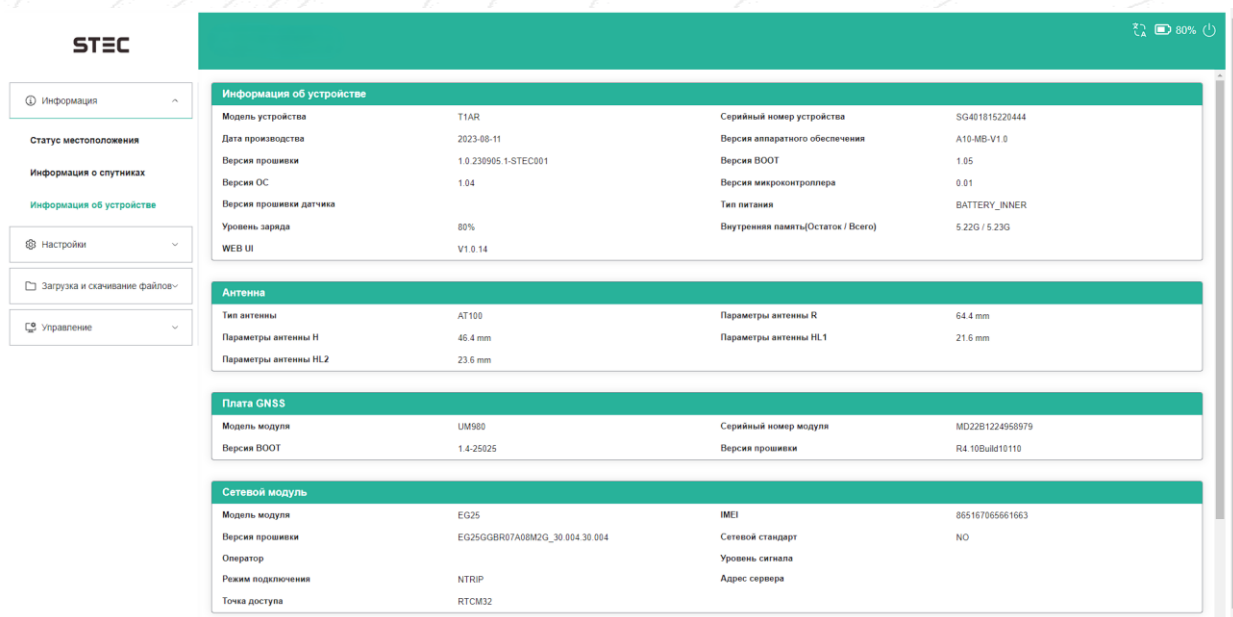 STEC
80%
Информация
Статус местоположения
Информация о спутниках
Информация об устройстве
Настройки
Загрузка и скачивание файлов
Управление
Информация об устройстве
Модель устройства T1AR Серийный номер устройства SG401815220444
Дата производства 2023-08-11 Версия аппаратного обеспечения A10-MB-V1.0
Версия прошивки 1.0.230905.1-STEC001 Версия BOOT 1.05
Версия ОС 1.04 Версия микроконтроллера 0.01
Версия прошивки датчика Тип питания BATTERY_INNER
Уровень заряда 80% Внутренняя память(Остаток / Всего) 5.22G / 5.23G
WEB UI V1.0.14
Антенна
Тип антенны AT100 Параметры антенны R 64.4 mm
Параметры антенны H 46.4 mm Параметры антенны HL1 21.6 mm
Параметры антенны HL2 23.6 mm
Плата GNSS
Модель модуля UM980 Серийный номер модуля MD22B1224958979
Версия BOOT 1.4-25025 Версия прошивки R4.10Build10110
Сетевой модуль
Модель модуля EG25 IMEI 865167065661663
Версия прошивки EG25GGBR07A08M2G_30.004.30.004 Сетевой стандарт NO
Оператор Уровень сигнала
Режим подключения NTRIP Адрес сервера
Точка доступа RTCM32